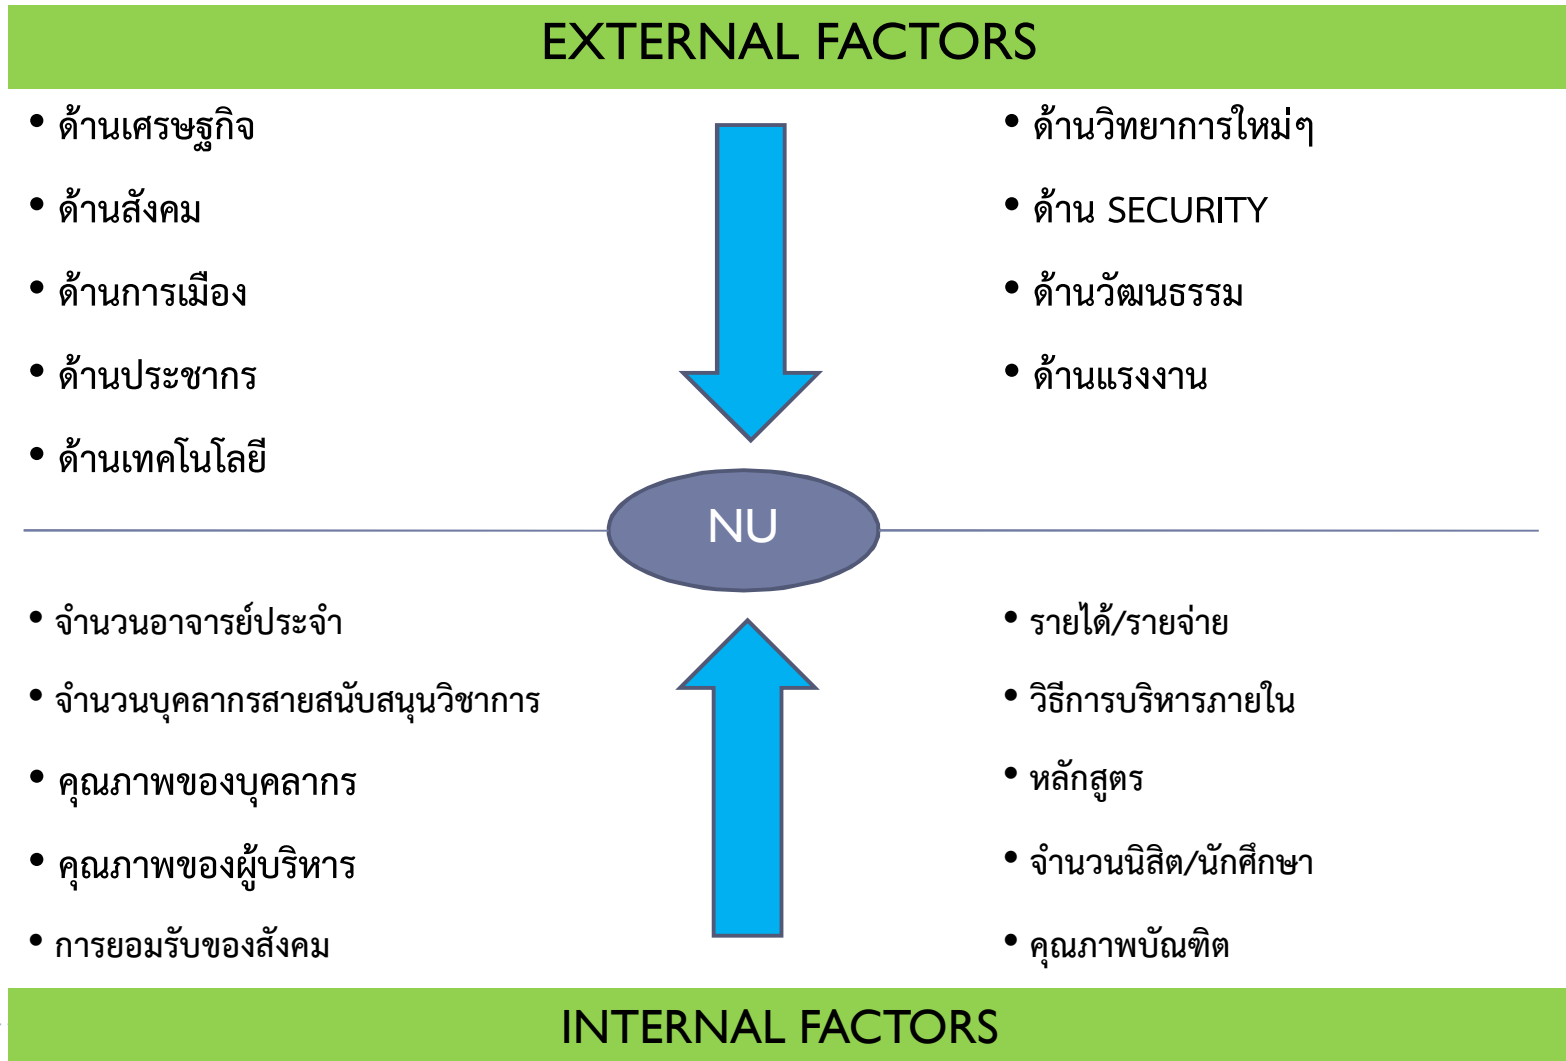 EXTERNAL FACTORS
• ด้านเศรษฐกิจ
• ด้านสังคม
• ด้านการเมือง
• ด้านประชากร
• ด้านเทคโนโลยี
• ด้านวิทยาการใหม่ๆ
• ด้าน SECURITY
• ด้านวัฒนธรรม
• ด้านแรงงาน
NU
• จำนวนอาจารย์ประจำ
• จำนวนบุคลากรสายสนับสนุนวิชาการ
• คุณภาพของบุคลากร
• คุณภาพของผู้บริหาร
• การยอมรับของสังคม
• รายได้/รายจ่าย
• วิธีการบริหารภายใน
• หลักสูตร
• จำนวนนิสิต/นักศึกษา
• คุณภาพบัณฑิต
INTERNAL FACTORS